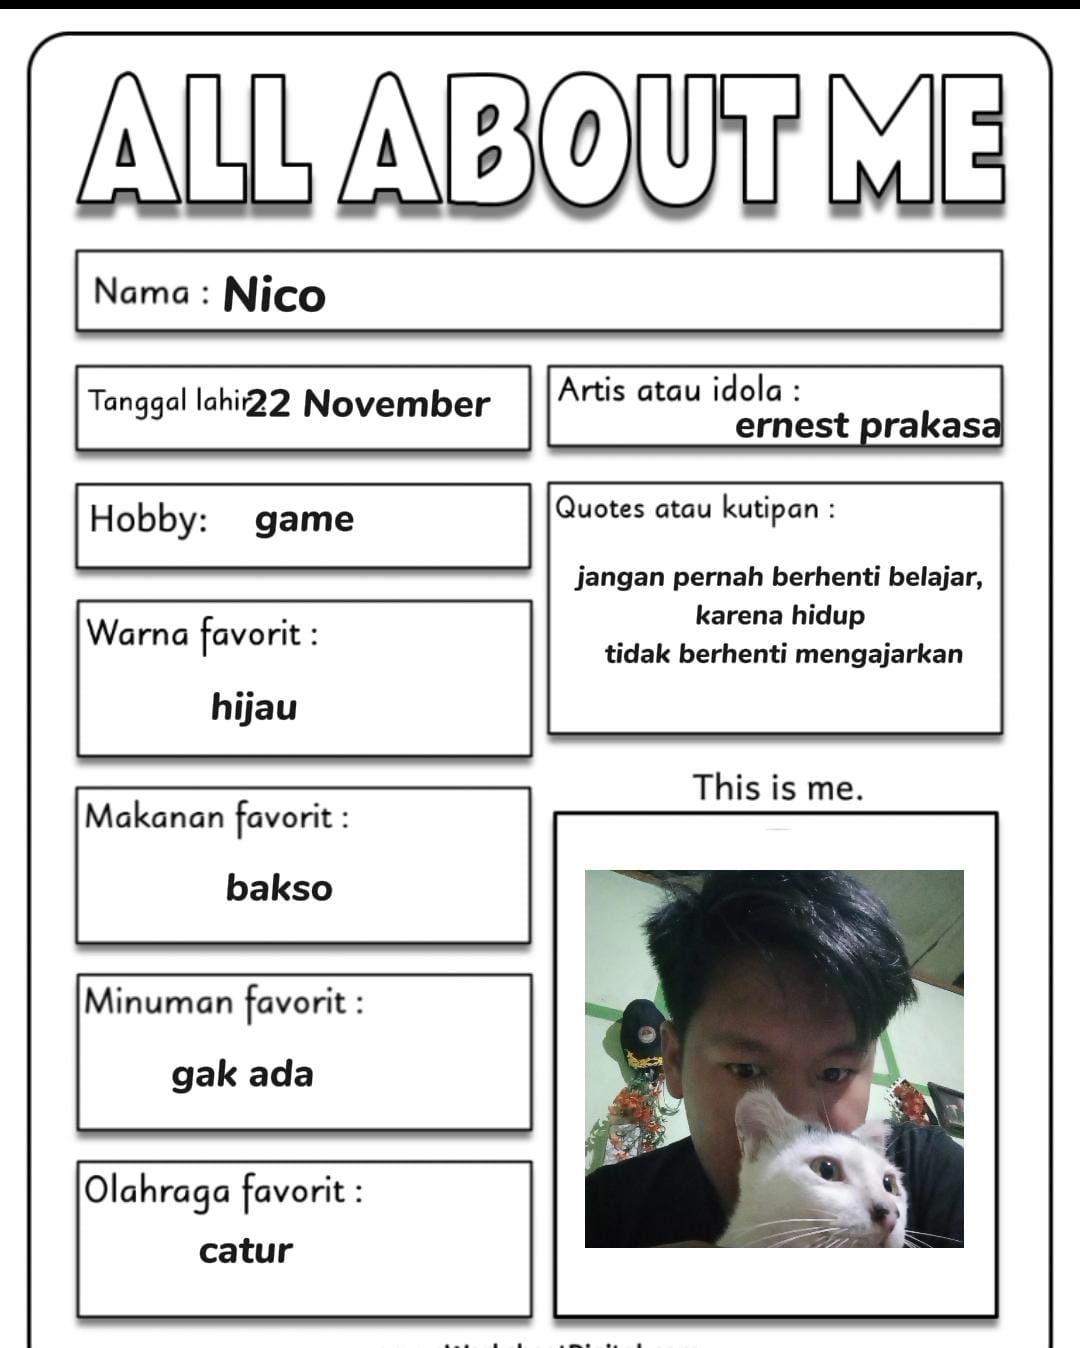 ALL ABOUT ME
Nama : Nico
Tanggal lahir: 22 November
Artis atau idola :
ernest prakasa
Hobby: game
Quotes atau kutipan :
jangan pernah berhenti belajar,
karena hidup
tidak berhenti mengajarkan
Warna favorit :
hijau
This is me.
Makanan favorit :
bakso
Minuman favorit :
gak ada
Olahraga favorit :
catur